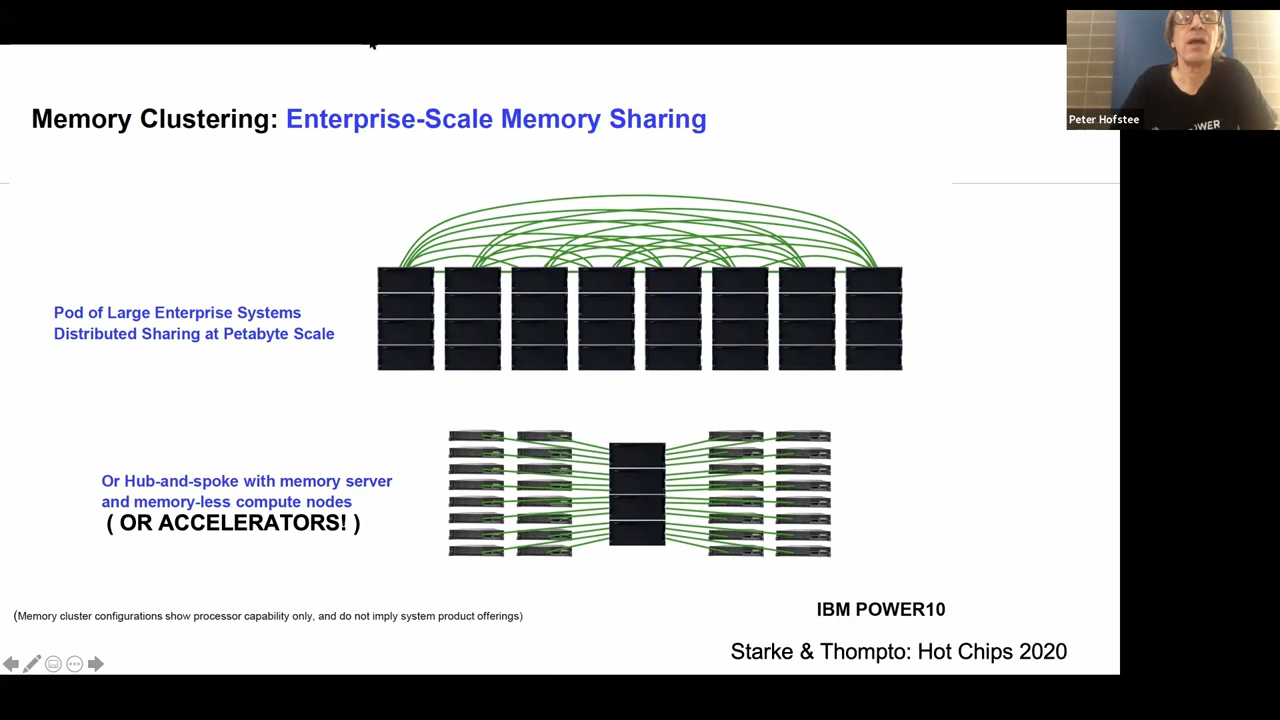 Memory Clustering: Enterprise-Scale Memory Sharing
Peter Hofstee
Pod of Large Enterprise Systems
Distributed Sharing at Petabyte Scale
Or Hub-and-spoke with memory server
and memory-less compute nodes
( OR ACCELERATORS! )
(Memory cluster configurations show processor capability only, and do not imply system product offerings)
IBM POWER10
Starke & Thompto: Hot Chips 2020